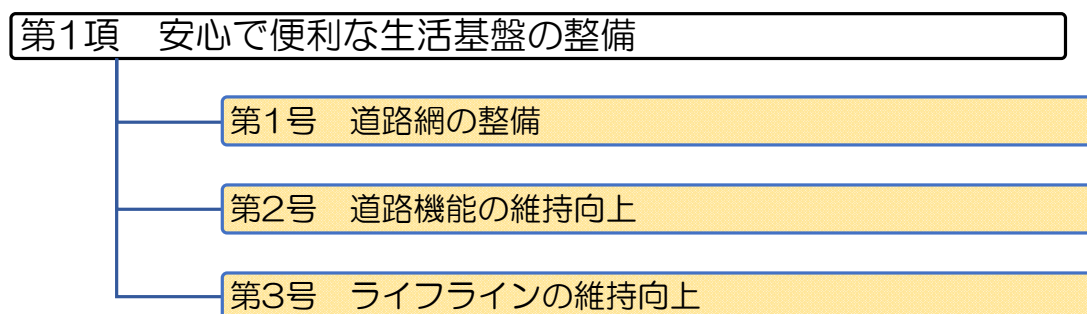 第1項　安心で便利な生活基盤の整備
第1号　道路網の整備
第2号　道路機能の維持向上
第3号　ライフラインの維持向上